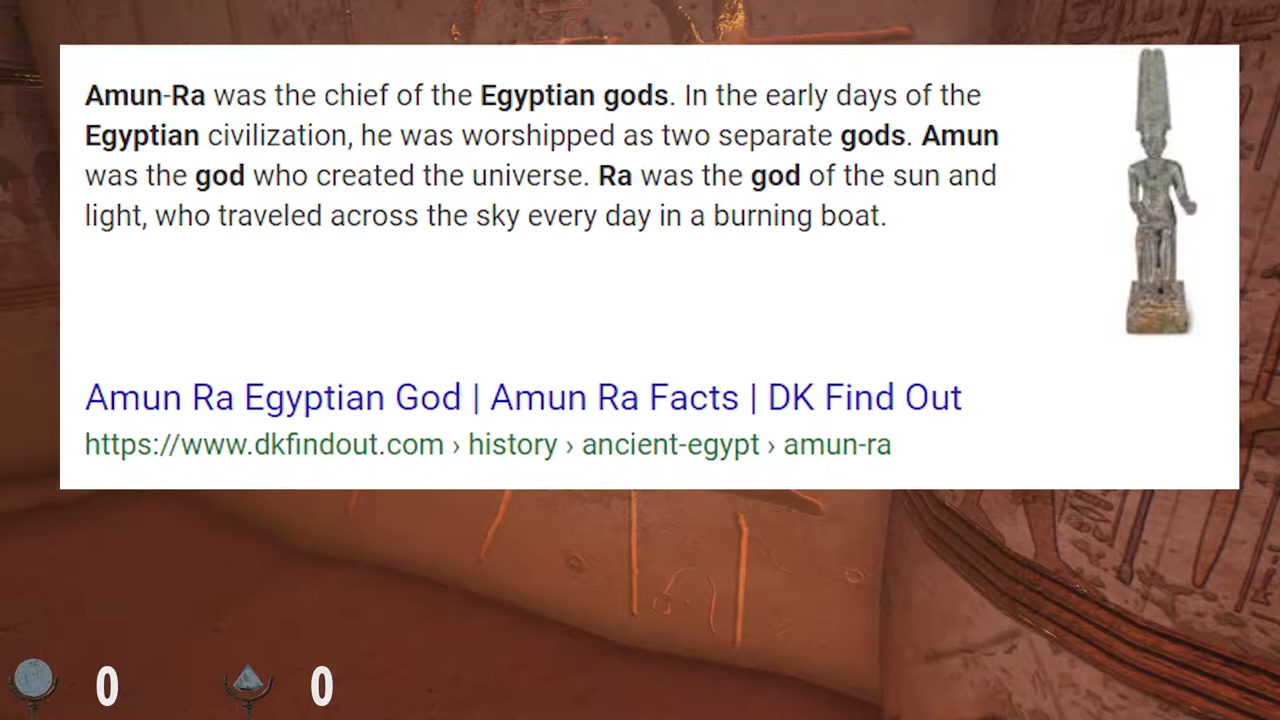 Amun-Ra was the chief of the Egyptian gods. In the early days of the
Egyptian civilization, he was worshipped as two separate gods. Amun
was the god who created the universe. Ra was the god of the sun and
light, who traveled across the sky every day in a burning boat.
Amun Ra Egyptian God | Amun Ra Facts | DK Find Out
https://www.dkfindout.com › history › ancient-egypt › amun-ra
0 0